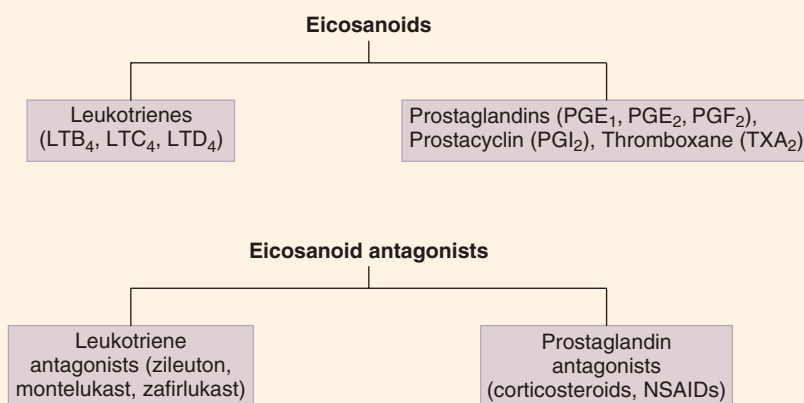 Eicosanoids
Leukotrienes
(LTB₄, LTC₄, LTD₄)
Prostaglandins (PGE₁, PGE₂, PGF₂),
Prostacyclin (PGI₂), Thromboxane (TXA₂)
Eicosanoid antagonists
Leukotriene
antagonists (zileuton,
montelukast, zafirlukast)
Prostaglandin
antagonists
(corticosteroids, NSAIDs)